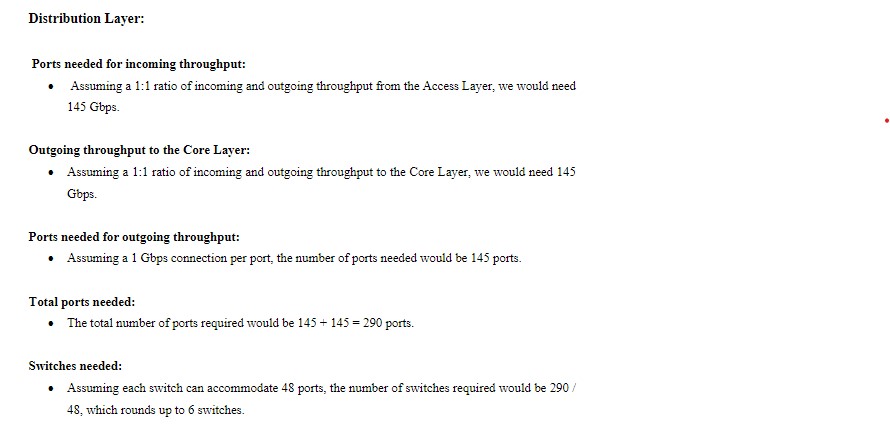 Distribution Layer:
Ports needed for incoming throughput:
• Assuming a 1:1 ratio of incoming and outgoing throughput from the Access Layer, we would need
145 Gbps.
Outgoing throughput to the Core Layer:
• Assuming a 1:1 ratio of incoming and outgoing throughput to the Core Layer, we would need 145
Gbps.
Ports needed for outgoing throughput:
• Assuming a 1 Gbps connection per port, the number of ports needed would be 145 ports.
Total ports needed:
• The total number of ports required would be 145 + 145 = 290 ports.
Switches needed:
• Assuming each switch can accommodate 48 ports, the number of switches required would be 290 /
48, which rounds up to 6 switches.